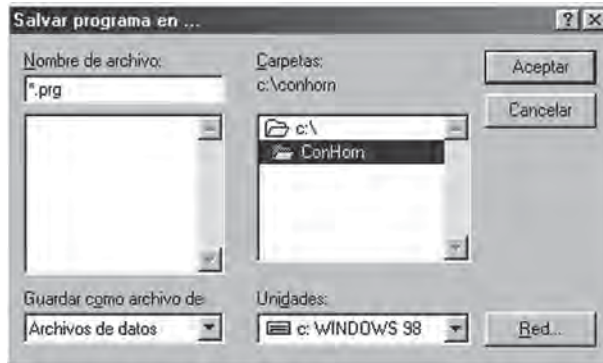 Salvar programa en ...
Nombre de archivo:
*.prg
Carpetas:
c:\conhorn
Aceptar
Cancelar
c:\
ConHorn
Guardar como archivo de
Archivos de datos
Unidades:
c: WINDOWS 98
Red...